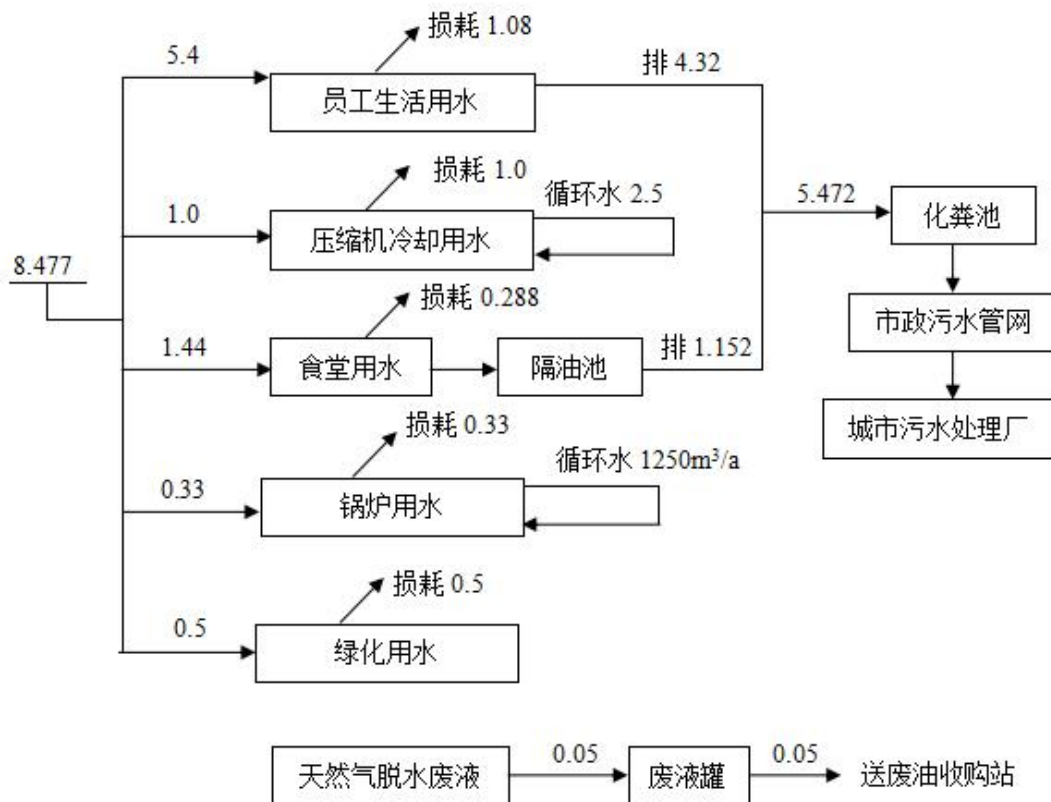 损耗 1.08
5.4
排 4.32
员工生活用水
损耗 1.0
循环水 2.5
1.0
5.472
压缩机冷却用水
化粪池
8.477
损耗 0.288
市政污水管网
1.44
食堂用水
隔油池
排 1.152
损耗 0.33
城市污水处理厂
循环水 1250m³/a
0.33
锅炉用水
损耗 0.5
0.5
绿化用水
天然气脱水废液
0.05
废液罐
0.05
送废油收购站